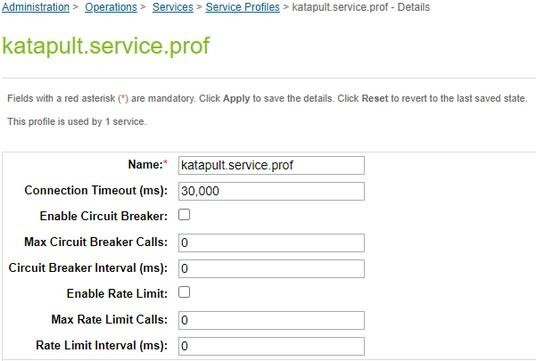 Administration > Operations > Services > Service Profiles > katapult.service.prof - Details
katapult.service.prof
Fields with a red asterisk (*) are mandatory. Click Apply to save the details. Click Reset to revert to the last saved state.
This profile is used by 1 service.
Name:* katapult.service.prof
Connection Timeout (ms): 30,000
Enable Circuit Breaker:
Max Circuit Breaker Calls: 0
Circuit Breaker Interval (ms): 0
Enable Rate Limit:
Max Rate Limit Calls: 0
Rate Limit Interval (ms): 0